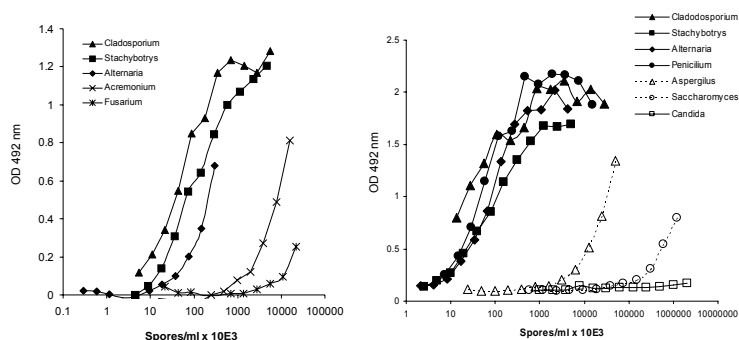 1.4
1.2
1.0
0.8
0.6
0.4
0.2
0.0
OD 492 nm
0.1
1
10
100
1000
10000
100000
Spores/ml x 10E3
Cladosporium
Stachybotrys
Alternaria
Acremonium
Fusarium
2.5
2
1.5
1
0.5
0
OD 492 nm
1
10
100
1000
10000
100000
1000000
10000000
Spores/ml x 10E3
Clododosporium
Stachybotrys
Alternaria
Penicilium
Aspergilus
Saccharomyces
Candida